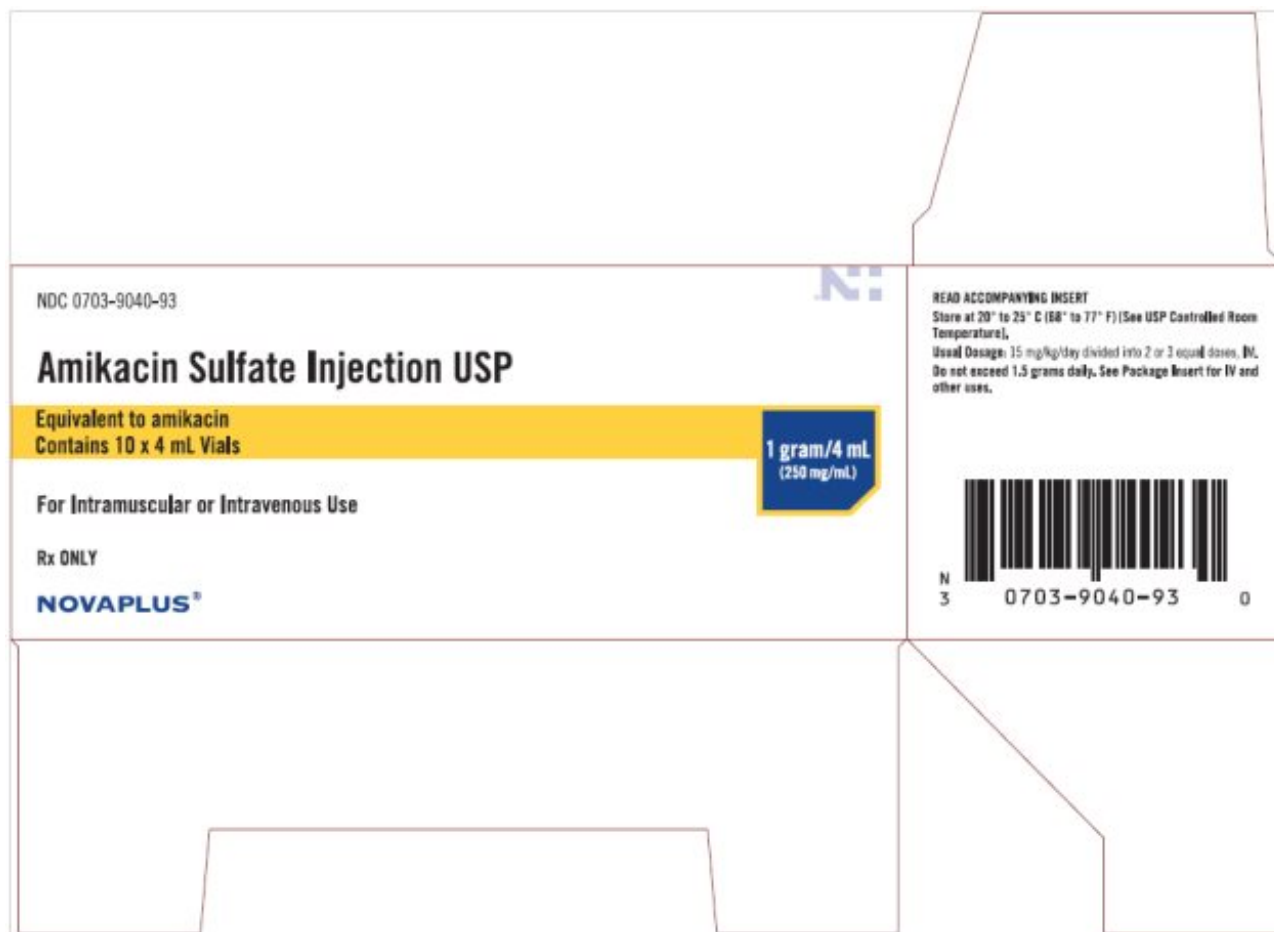 NDC 0703-9040-93
Amikacin Sulfate Injection USP
Equivalent to amikacin
Contains 10 x 4 mL Vials
1 gram/4 mL
(250 mg/mL)
For Intramuscular or Intravenous Use
Rx ONLY
NOVAPLUS®
READ ACCOMPANYING INSERT
Store at 20° to 25° C (68° to 77° F) [See USP Controlled Room
Temperature].
Usual Dosage: 15 mg/kg/day divided into 2 or 3 equal doses, IV.
Do not exceed 1.5 grams daily. See Package Insert for IV and
other uses.
N
3 0703-9040-93 0